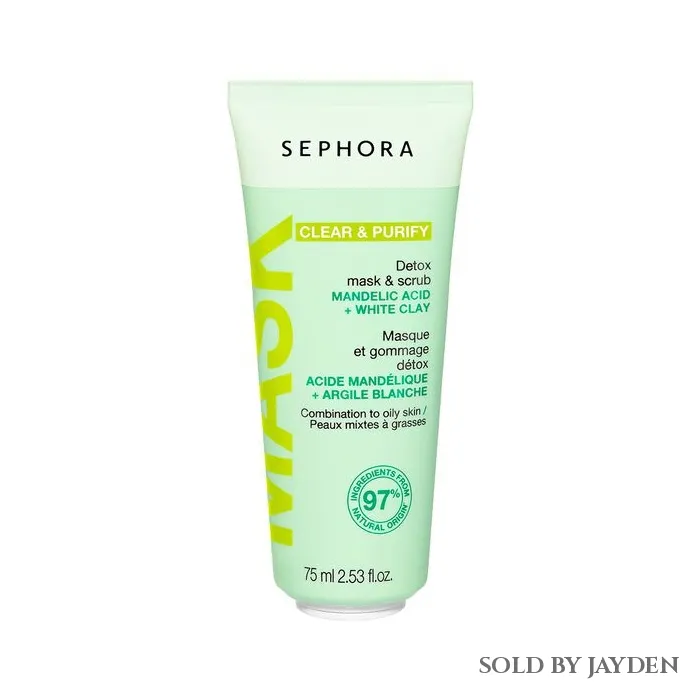 SEPHORA
MASK
CLEAR & PURIFY
Detox
mask & scrub
MANDELIC ACID
+ WHITE CLAY
Masque
et gommage
détox
ACIDE MANDÉLIQUE
+ ARGILE BLANCHE
Combination to oily skin /
Peaux mixtes à grasses
INGREDIENTS FROM
97%
NATURAL ORIGIN
75 ml 2.53 fl.oz.
SOLD BY JAYDEN